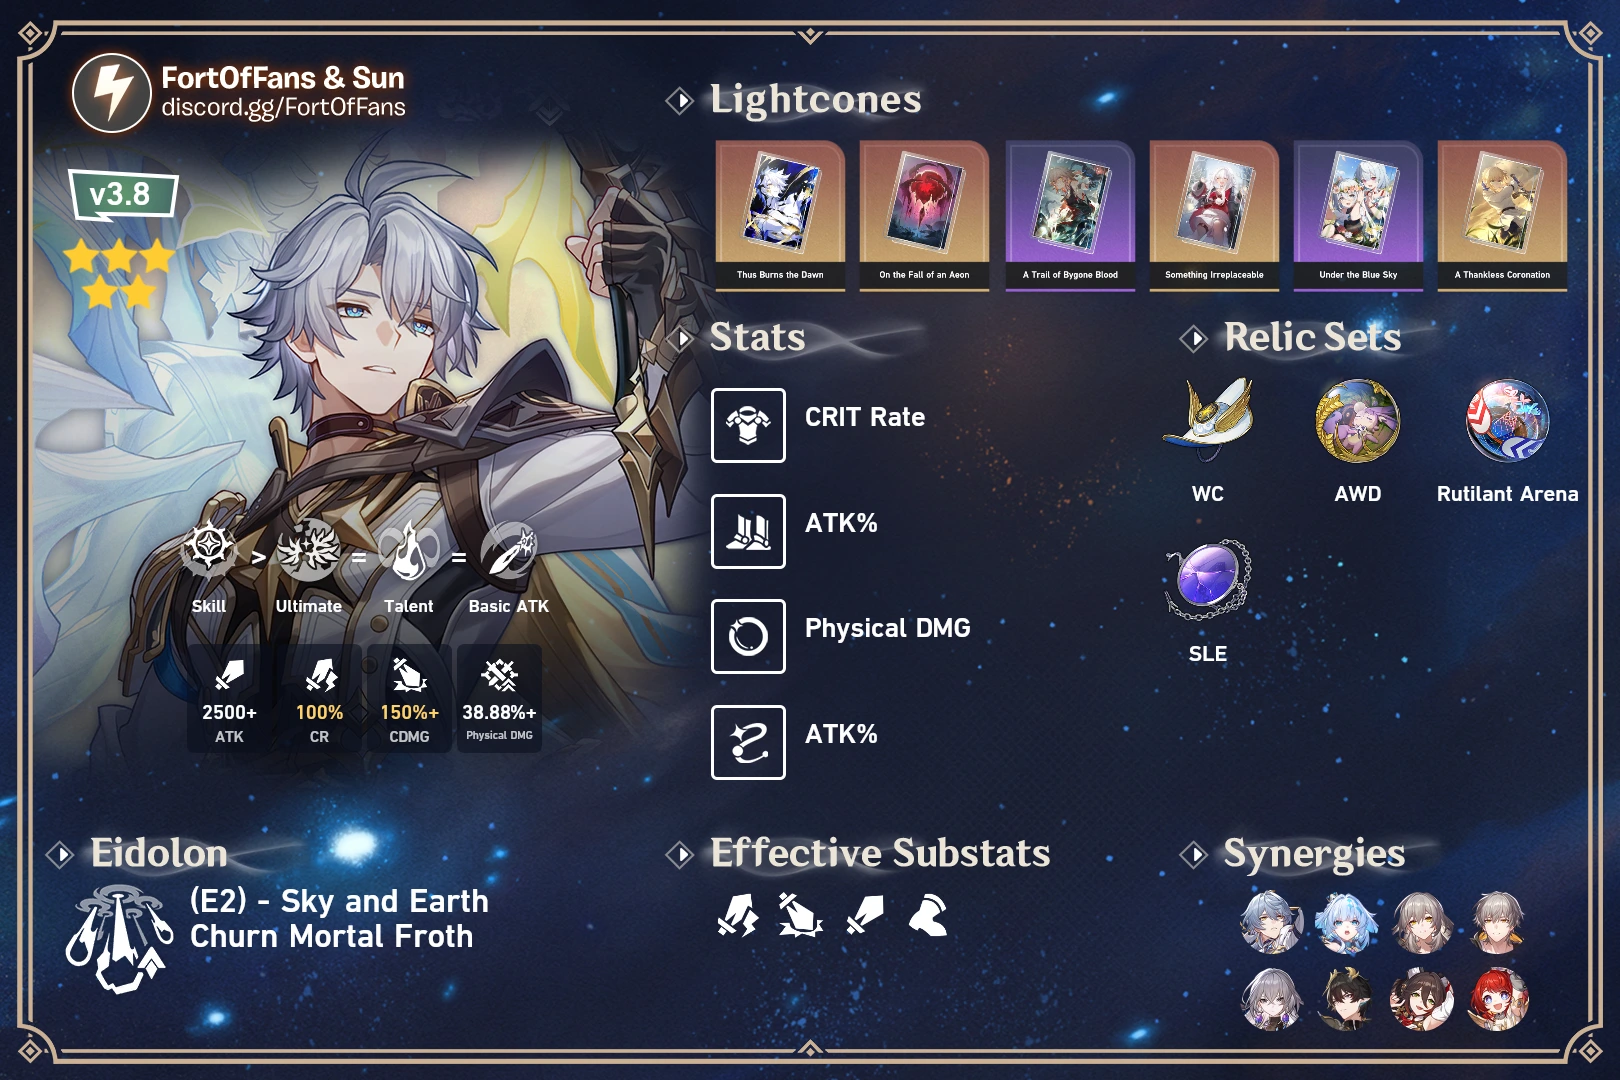 FortOfFans & Sun
discord.gg/FortOfFans
v3.8
Skill
>
Ultimate
=
Talent
=
Basic ATK
2500+
ATK
100%
CR
150%+
CDMG
38.88%+
Physical DMG
Lightcones
Thus Burns the Dawn
On the Fall of an Aeon
A Trail of Bygone Blood
Something Irreplaceable
Under the Blue Sky
A Thankless Coronation
Stats
CRIT Rate
ATK%
Physical DMG
ATK%
Relic Sets
WC
AWD
Rutilant Arena
SLE
Eidolon
(E2) - Sky and Earth
Churn Mortal Froth
Effective Substats
Synergies